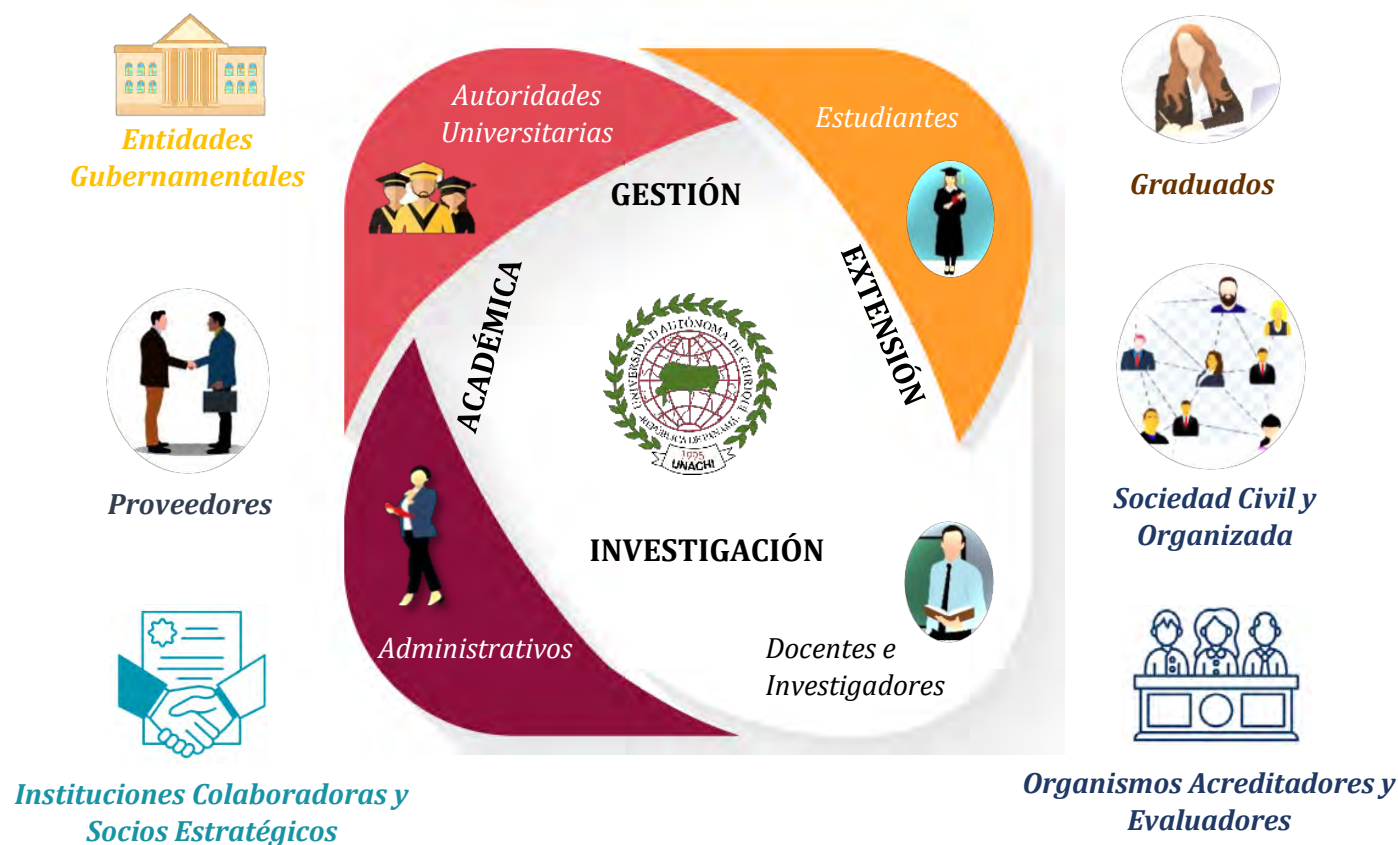 Entidades
Gubernamentales
Proveedores
Instituciones Colaboradoras y
Socios Estratégicos
Autoridades
Universitarias
Estudiantes
GESTIÓN
ACADÉMICA
EXTENSIÓN
UNIVERSIDAD AUTÓNOMA DE CHIRIQUÍ
REPÚBLICA DE PANAMÁ
1995
UNACHI
INVESTIGACIÓN
Administrativos
Docentes e
Investigadores
Graduados
Sociedad Civil y
Organizada
Organismos Acreditadores y
Evaluadores